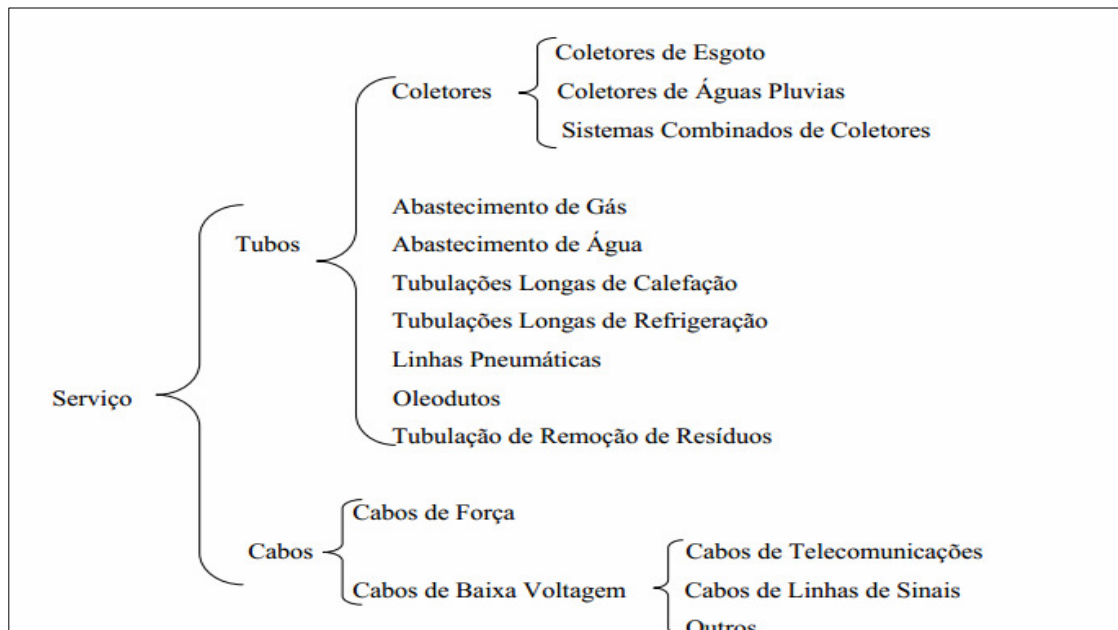 Coletores de Esgoto
Coletores
Coletores de Águas Pluvias
Sistemas Combinados de Coletores
Abastecimento de Gás
Tubos
Abastecimento de Água
Tubulações Longas de Calefação
Tubulações Longas de Refrigeração
Linhas Pneumáticas
Serviço
Oleodutos
Tubulação de Remoção de Resíduos
Cabos de Força
Cabos
Cabos de Telecomunicações
Cabos de Baixa Voltagem
Cabos de Linhas de Sinais
Outros